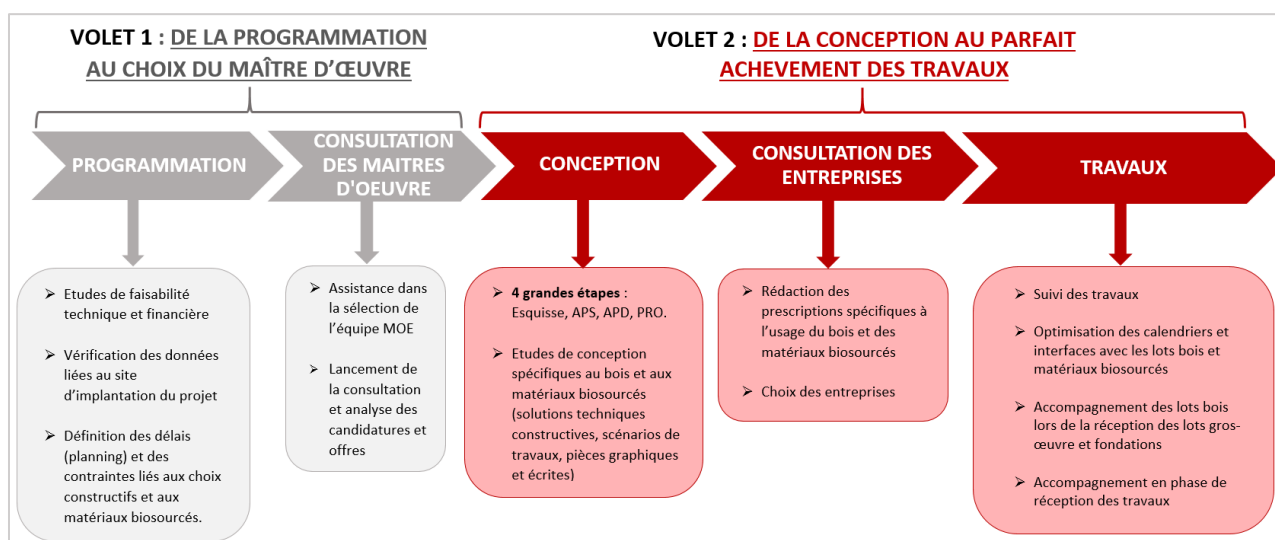 VOLET 1 : DE LA PROGRAMMATION
AU CHOIX DU MAÎTRE D'ŒUVRE
VOLET 2 : DE LA CONCEPTION AU PARFAIT
ACHEVEMENT DES TRAVAUX
PROGRAMMATION
CONSULTATION
DES MAITRES
D'OEUVRE
CONCEPTION
CONSULTATION DES
ENTREPRISES
TRAVAUX
➢ Etudes de faisabilité
technique et financière
➢ Vérification des données
liées au site
d'implantation du projet
➢ Définition des délais
(planning) et des
contraintes liés aux choix
constructifs et aux
matériaux biosourcés.
➢ Assistance dans
la sélection de
l'équipe MOE
➢ Lancement de
la consultation
et analyse des
candidatures et
offres
➢ 4 grandes étapes :
Esquisse, APS, APD, PRO.
➢ Etudes de conception
spécifiques au bois et aux
matériaux biosourcés
(solutions techniques
constructives, scénarios de
travaux, pièces graphiques
et écrites)
➢ Rédaction des
prescriptions spécifiques à
l'usage du bois et des
matériaux biosourcés
➢ Choix des entreprises
➢ Suivi des travaux
➢ Optimisation des calendriers et
interfaces avec les lots bois et
matériaux biosourcés
➢ Accompagnement des lots bois
lors de la réception des lots gros-
œuvre et fondations
➢ Accompagnement en phase de
réception des travaux